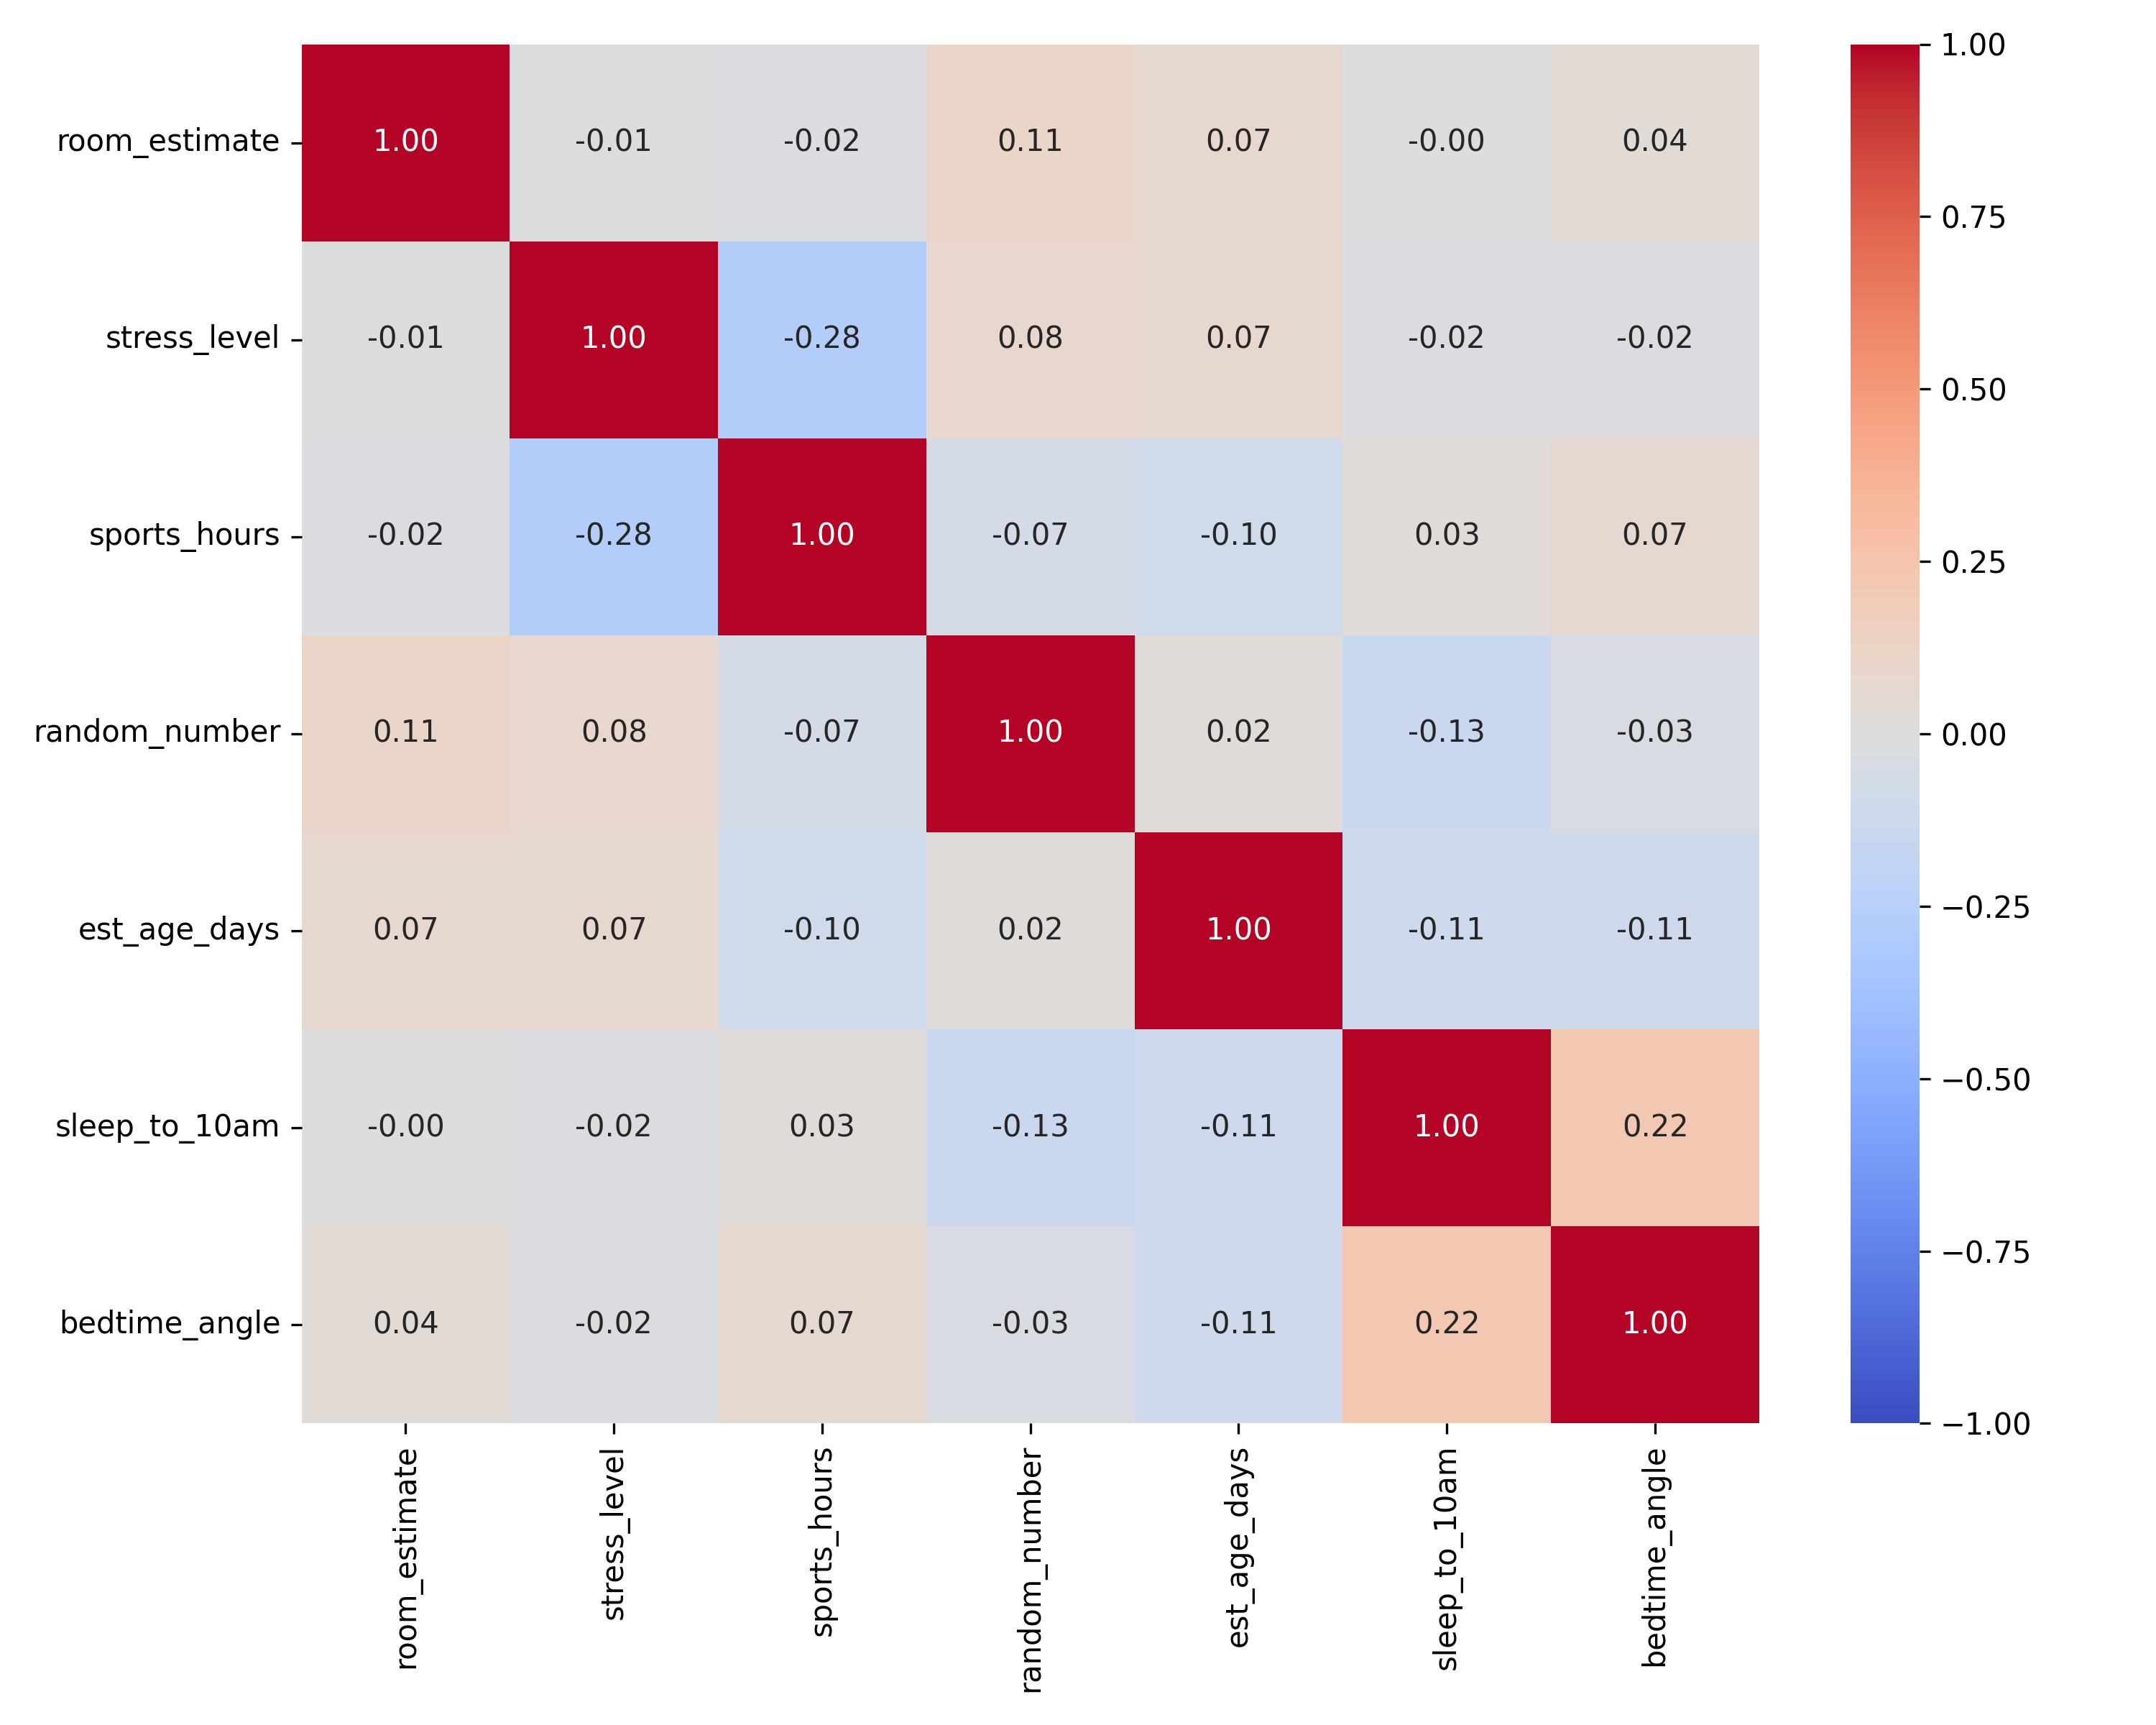 room_estimate 1.00 -0.01 -0.02 0.11 0.07 -0.00 0.04
stress_level -0.01 1.00 -0.28 0.08 0.07 -0.02 -0.02
sports_hours -0.02 -0.28 1.00 -0.07 -0.10 0.03 0.07
random_number 0.11 0.08 -0.07 1.00 0.02 -0.13 -0.03
est_age_days 0.07 0.07 -0.10 0.02 1.00 -0.11 -0.11
sleep_to_10am -0.00 -0.02 0.03 -0.13 -0.11 1.00 0.22
bedtime_angle 0.04 -0.02 0.07 -0.03 -0.11 0.22 1.00
room_estimate
stress_level
sports_hours
random_number
est_age_days
sleep_to_10am
bedtime_angle
1.00
0.75
0.50
0.25
0.00
−0.25
−0.50
−0.75
−1.00